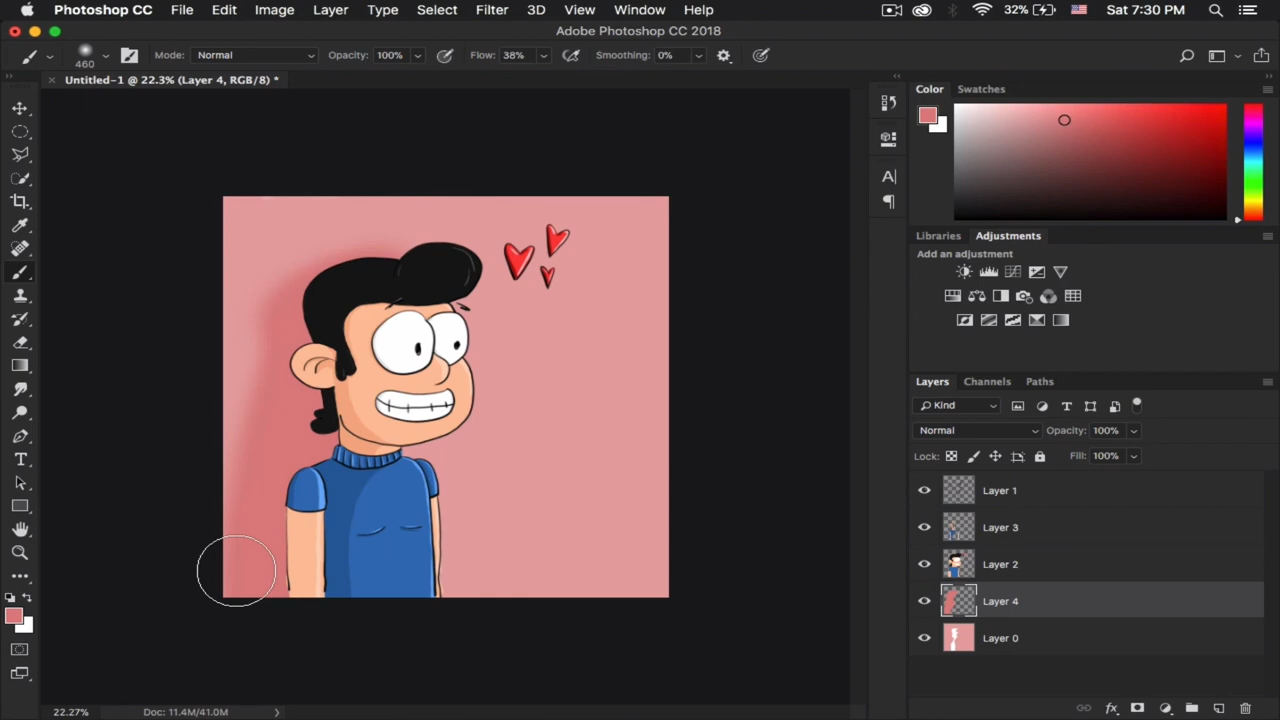 Photoshop CC File Edit Image Layer Type Select Filter 3D View Window Help 32% Sat 7:30 PM
Adobe Photoshop CC 2018
460 Mode: Normal Opacity: 100% Flow: 38% Smoothing: 0%
Untitled-1 @ 22.3% (Layer 4, RGB/8) *
Color Swatches
Libraries Adjustments
Add an adjustment
Layers Channels Paths
Kind
Normal Opacity: 100%
Lock: Fill: 100%
Layer 1
Layer 3
Layer 2
Layer 4
Layer 0
22.27% Doc: 11.4M/41.0M